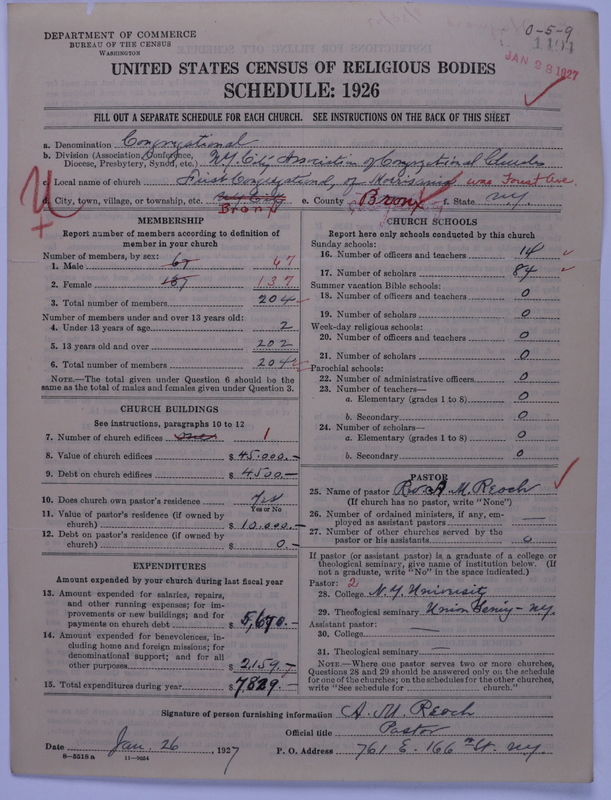 DEPARTMENT OF COMMERCE
BUREAU OF THE CENSUS
WASHINGTON
0-5-9
1191
JAN 28 1927
UNITED STATES CENSUS OF RELIGIOUS BODIES
SCHEDULE: 1926
FILL OUT A SEPARATE SCHEDULE FOR EACH CHURCH. SEE INSTRUCTIONS ON THE BACK OF THIS SHEET
a. Denomination Congregational
b. Division (Association, Conference, Diocese, Presbytery, Synod, etc.) N.Y. City Association of Congregational Churches
c. Local name of church First Congregational, of Morrisania was Forest Ave.
d. City, town, village, or township, etc. Bronx e. County Bronx f. State N.Y.
MEMBERSHIP
Report number of members according to definition of member in your church
Number of members, by sex:
1. Male 67 67
2. Female 137
3. Total number of members 204
Number of members under and over 13 years old:
4. Under 13 years of age 2
5. 13 years old and over 202
6. Total number of members 204
NOTE.—The total given under Question 6 should be the same as the total of males and females given under Question 3.
CHURCH BUILDINGS
See instructions, paragraphs 10 to 12
7. Number of church edifices one 1
8. Value of church edifices $ 45.000.—
9. Debt on church edifices $ 4500.—
10. Does church own pastor's residence Yes
Yes or No
11. Value of pastor's residence (if owned by church) $ 10.000.—
12. Debt on pastor's residence (if owned by church) $ 0.—
EXPENDITURES
Amount expended by your church during last fiscal year
13. Amount expended for salaries, repairs, and other running expenses; for improvements or new buildings; and for payments on church debt $ 5,670.—
14. Amount expended for benevolences, including home and foreign missions; for denominational support; and for all other purposes $ 2,159.—
15. Total expenditures during year $ 7829.—
CHURCH SCHOOLS
Report here only schools conducted by this church
Sunday schools:
16. Number of officers and teachers 14
17. Number of scholars 84
Summer vacation Bible schools:
18. Number of officers and teachers 0
19. Number of scholars 0
Week-day religious schools:
20. Number of officers and teachers 0
21. Number of scholars 0
Parochial schools:
22. Number of administrative officers 0
23. Number of teachers—
a. Elementary (grades 1 to 8) 0
b. Secondary 0
24. Number of scholars—
a. Elementary (grades 1 to 8) 0
b. Secondary 0
PASTOR
25. Name of pastor A. M. Reoch
(If church has no pastor, write "None")
26. Number of ordained ministers, if any, employed as assistant pastors —
27. Number of other churches served by the pastor or his assistants 0
If pastor (or assistant pastor) is a graduate of a college or theological seminary, give name of institution below. (If not a graduate, write "No" in the space indicated.)
Pastor: 2
28. College N.Y. University
29. Theological seminary Union Seminy - N.Y.
Assistant pastor:
30. College —
31. Theological seminary —
NOTE.—Where one pastor serves two or more churches, Questions 28 and 29 should be answered only on the schedule for one of the churches; on the schedules for the other churches, write "See schedule for church."
Signature of person furnishing information A. M. Reoch
Official title Pastor
Date Jan. 26, 1927 P. O. Address 761 E. 166th St. N.Y.
8—5518 a 11—9024